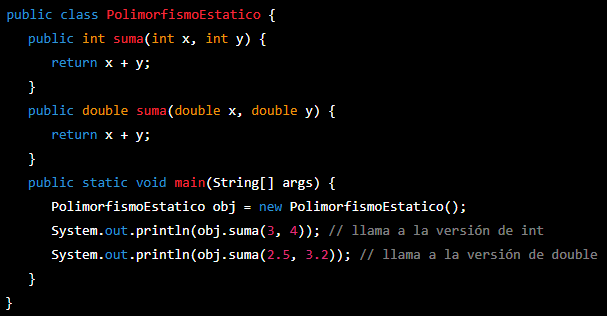 public class PolimorfismoEstatico {
public int suma(int x, int y) {
return x + y;
}
public double suma(double x, double y) {
return x + y;
}
public static void main(String[] args) {
PolimorfismoEstatico obj = new PolimorfismoEstatico();
System.out.println(obj.suma(3, 4)); // llama a la versión de int
System.out.println(obj.suma(2.5, 3.2)); // llama a la versión de double
}
}